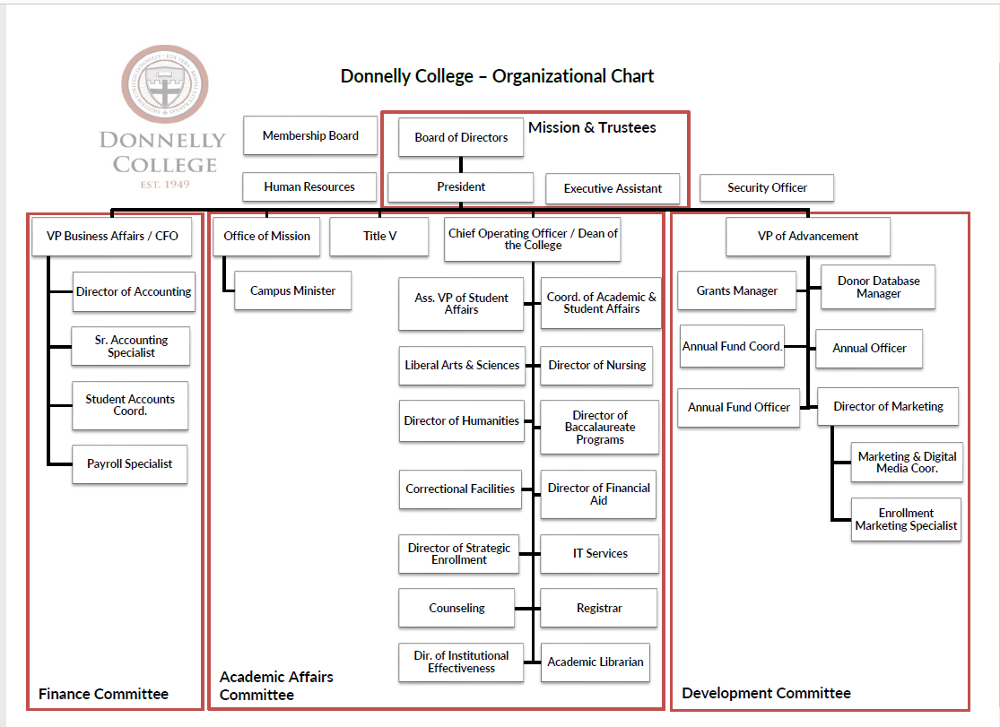 Donnelly College – Organizational Chart
DONNELLY
COLLEGE
EST. 1949
Membership Board
Board of Directors
Mission & Trustees
Human Resources
President
Executive Assistant
Security Officer
VP Business Affairs / CFO
Office of Mission
Title V
Chief Operating Officer / Dean of
the College
VP of Advancement
Director of Accounting
Sr. Accounting
Specialist
Student Accounts
Coord.
Payroll Specialist
Finance Committee
Campus Minister
Ass. VP of Student
Affairs
Coord. of Academic &
Student Affairs
Liberal Arts & Sciences
Director of Nursing
Director of Humanities
Director of
Baccalaureate
Programs
Correctional Facilities
Director of Financial
Aid
Director of Strategic
Enrollment
IT Services
Counseling
Registrar
Dir. of Institutional
Effectiveness
Academic Librarian
Academic Affairs
Committee
Grants Manager
Donor Database
Manager
Annual Fund Coord.
Annual Officer
Annual Fund Officer
Director of Marketing
Marketing & Digital
Media Coor.
Enrollment
Marketing Specialist
Development Committee